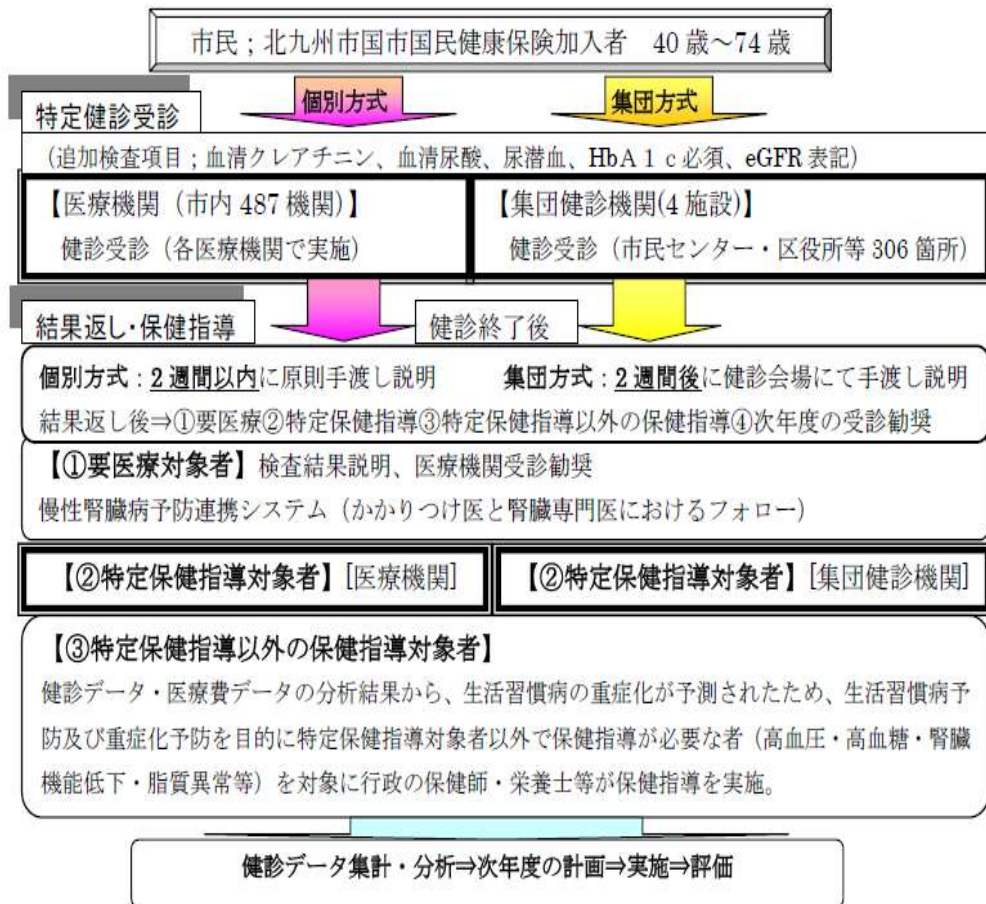 市民；北九州市国市国民健康保険加入者　40歳～74歳
個別方式
集団方式
特定健診受診
（追加検査項目；血清クレアチニン、血清尿酸、尿潜血、HbA１c必須、eGFR表記）
【医療機関（市内487機関）】
健診受診（各医療機関で実施）
【集団健診機関(4施設)】
健診受診（市民センター・区役所等306箇所）
結果返し・保健指導
健診終了後
個別方式：２週間以内に原則手渡し説明　　集団方式：２週間後に健診会場にて手渡し説明
結果返し後⇒①要医療②特定保健指導③特定保健指導以外の保健指導④次年度の受診勧奨
【①要医療対象者】検査結果説明、医療機関受診勧奨
慢性腎臓病予防連携システム（かかりつけ医と腎臓専門医におけるフォロー）
【②特定保健指導対象者】[医療機関]
【②特定保健指導対象者】[集団健診機関]
【③特定保健指導以外の保健指導対象者】
健診データ・医療費データの分析結果から、生活習慣病の重症化が予測されたため、生活習慣病予
防及び重症化予防を目的に特定保健指導対象者以外で保健指導が必要な者（高血圧・高血糖・腎臓
機能低下・脂質異常等）を対象に行政の保健師・栄養士等が保健指導を実施。
健診データ集計・分析⇒次年度の計画⇒実施⇒評価